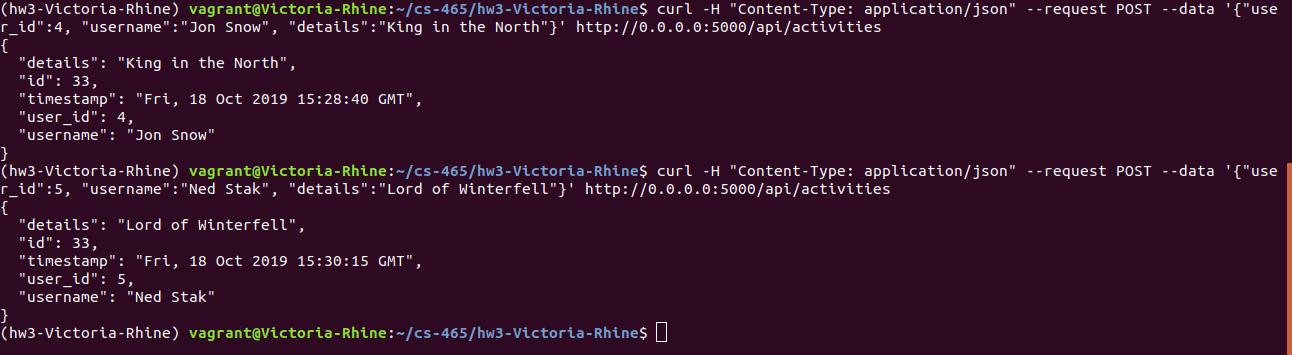 (hw3-Victoria-Rhine) vagrant@Victoria-Rhine:~/cs-465/hw3-Victoria-Rhine$ curl -H "Content-Type: application/json" --request POST --data '{"use
r_id":4, "username":"Jon Snow", "details":"King in the North"}' http://0.0.0.0:5000/api/activities
{
  "details": "King in the North",
  "id": 33,
  "timestamp": "Fri, 18 Oct 2019 15:28:40 GMT",
  "user_id": 4,
  "username": "Jon Snow"
}
(hw3-Victoria-Rhine) vagrant@Victoria-Rhine:~/cs-465/hw3-Victoria-Rhine$ curl -H "Content-Type: application/json" --request POST --data '{"use
r_id":5, "username":"Ned Stak", "details":"Lord of Winterfell"}' http://0.0.0.0:5000/api/activities
{
  "details": "Lord of Winterfell",
  "id": 33,
  "timestamp": "Fri, 18 Oct 2019 15:30:15 GMT",
  "user_id": 5,
  "username": "Ned Stak"
}
(hw3-Victoria-Rhine) vagrant@Victoria-Rhine:~/cs-465/hw3-Victoria-Rhine$